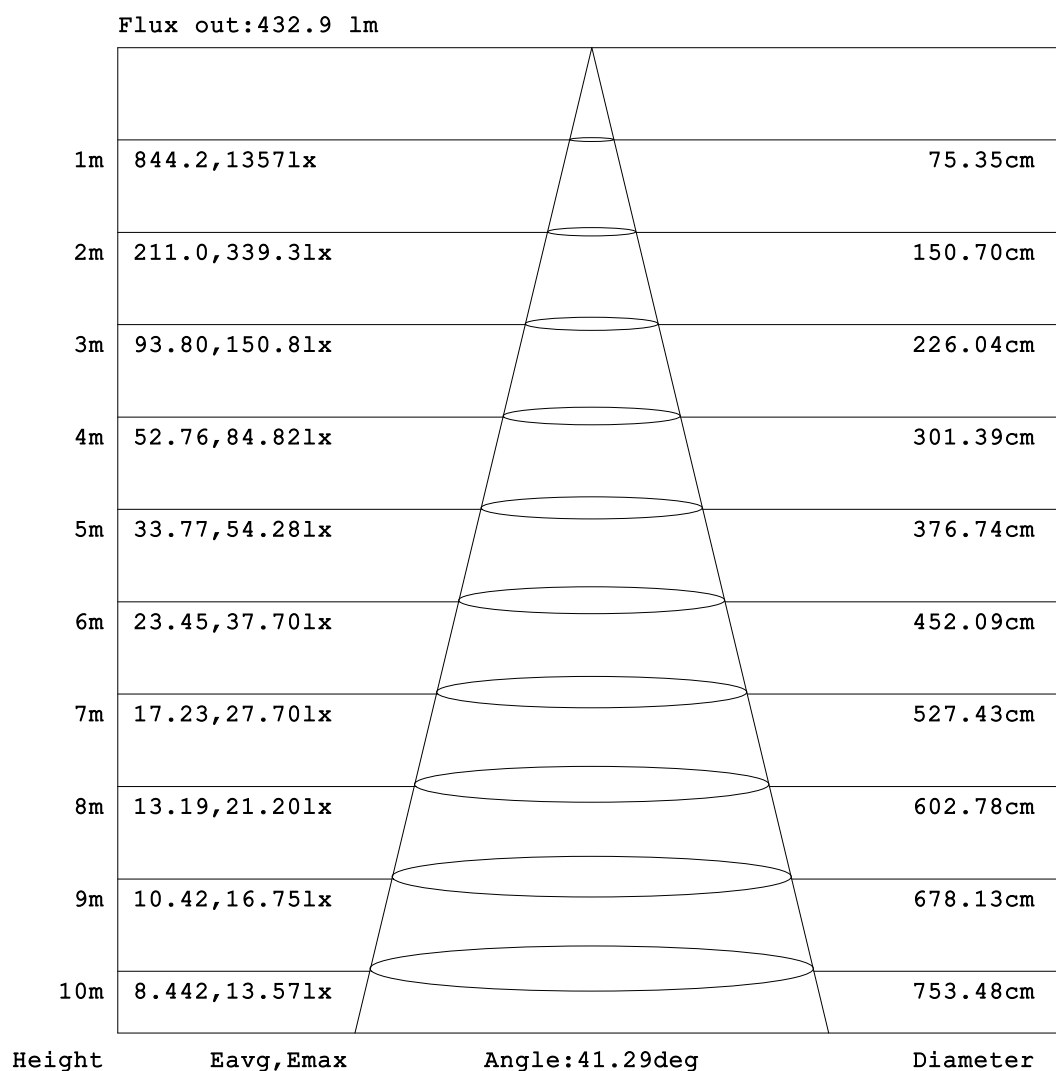 Flux out:432.9 lm
1m 844.2,1357lx 75.35cm
2m 211.0,339.3lx 150.70cm
3m 93.80,150.8lx 226.04cm
4m 52.76,84.82lx 301.39cm
5m 33.77,54.28lx 376.74cm
6m 23.45,37.70lx 452.09cm
7m 17.23,27.70lx 527.43cm
8m 13.19,21.20lx 602.78cm
9m 10.42,16.75lx 678.13cm
10m 8.442,13.57lx 753.48cm
Height Eavg,Emax Angle:41.29deg Diameter